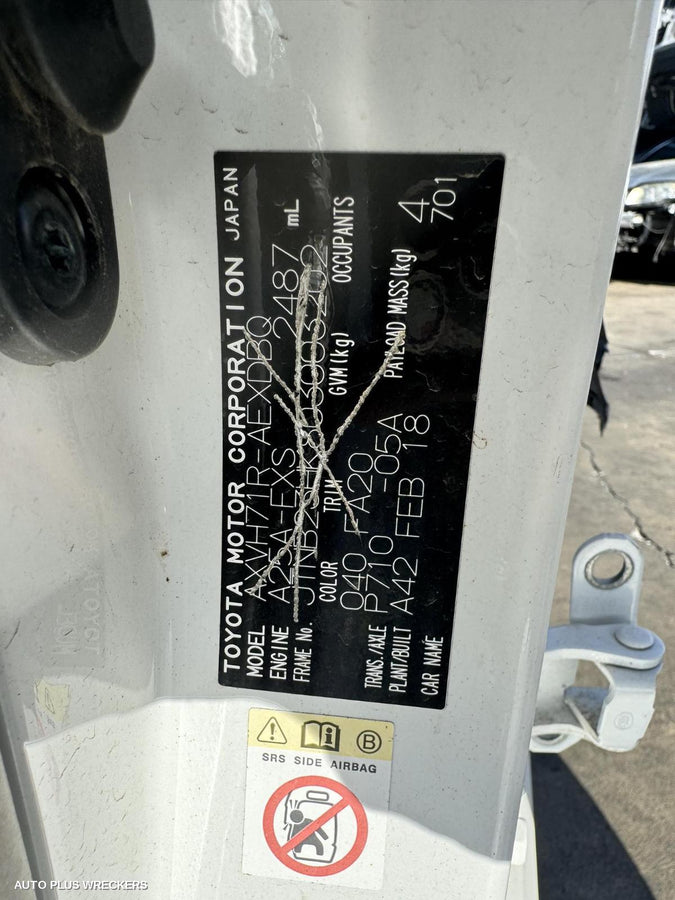 TOYOTA MOTOR CORPORATION JAPAN
MODEL AXVH71R-AEXDBQ
ENGINE A25A-EXS 2487 mL
FRAME No.
COLOR TRIM GVM(kg) OCCUPANTS
040 FA20 4
TRANS./AXLE P710 -05A PAYLOAD MASS(kg) 701
PLANT/BUILT A42 FEB 18
CAR NAME
SRS SIDE AIRBAG
B
AUTO PLUS WRECKERS